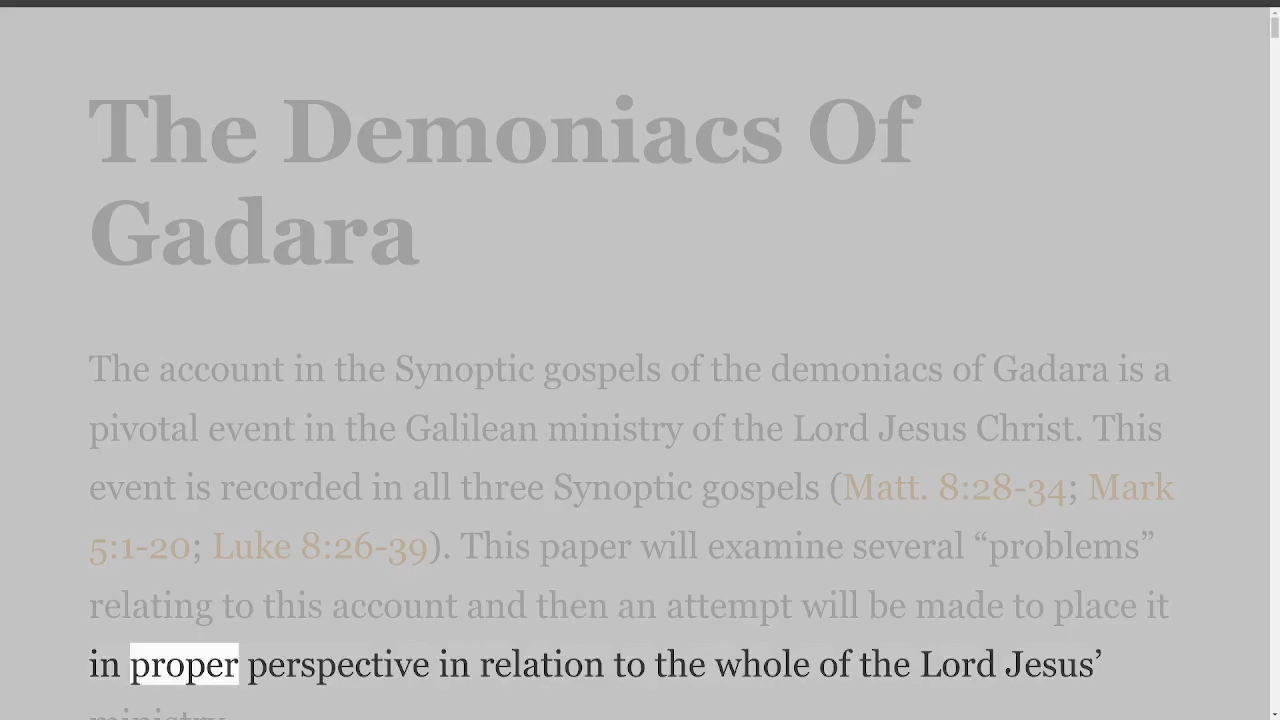 The Demoniacs Of
Gadara
The account in the Synoptic gospels of the demoniacs of Gadara is a
pivotal event in the Galilean ministry of the Lord Jesus Christ. This
event is recorded in all three Synoptic gospels (Matt. 8:28-34; Mark
5:1-20; Luke 8:26-39). This paper will examine several “problems”
relating to this account and then an attempt will be made to place it
in proper perspective in relation to the whole of the Lord Jesus’
ministry.